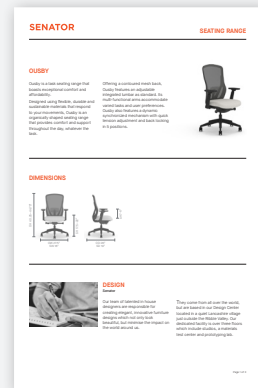 SENATOR
SEATING RANGE
OUSBY
Ousby is a task seating range that
boasts exceptional comfort and
affordability.
Designed using flexible, durable and
sustainable materials that respond
to your movements, Ousby is an
organically shaped seating range
that provides comfort and support
throughout the day, whatever the
task.
Offering a contoured mesh back,
Ousby features an adjustable
integrated lumbar as standard. Its
multi-functional arms accommodate
varied tasks and user preferences.
Ousby also features a dynamic
synchronised mechanism with quick
tension adjustment and back locking
in 5 positions.
DIMENSIONS
DESIGN
Senator
Our team of talented in-house
designers are responsible for
creating elegant, innovative furniture
designs which not only look
beautiful, but minimise the impact on
the world around us.
They come from all over the world,
but are based in our Design Centre
located in a quiet Lancashire village
just outside the Ribble Valley. Our
dedicated facility is over three floors
which include studios, a materials
test center and prototyping lab.